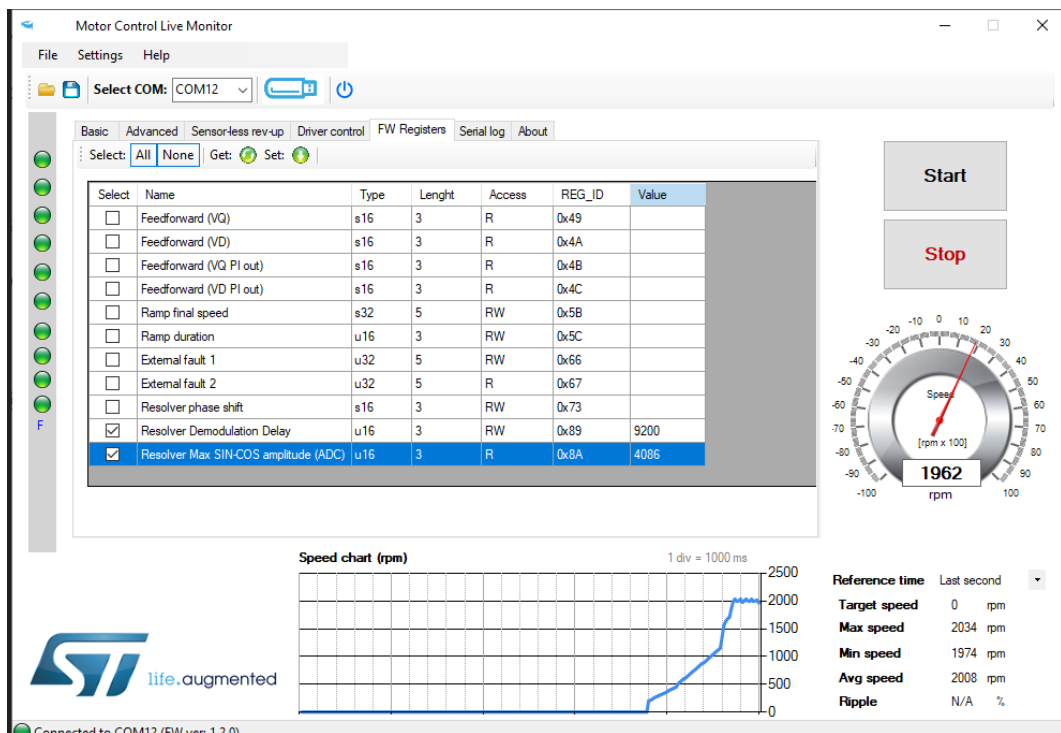 Motor Control Live Monitor
File Settings Help
Select COM: COM12
Basic Advanced Sensor-less rev-up Driver control FW Registers Serial log About
Select: All None Get: Set:
Select Name Type Lenght Access REG_ID Value
Feedforward (VQ) s16 3 R 0x49
Feedforward (VD) s16 3 R 0x4A
Feedforward (VQ PI out) s16 3 R 0x4B
Feedforward (VD PI out) s16 3 R 0x4C
Ramp final speed s32 5 RW 0x5B
Ramp duration u16 3 RW 0x5C
External fault 1 u32 5 RW 0x66
External fault 2 u32 5 R 0x67
Resolver phase shift s16 3 RW 0x73
Resolver Demodulation Delay u16 3 RW 0x89 9200
Resolver Max SIN-COS amplitude (ADC) u16 3 R 0x8A 4086
F
Start
Stop
-100 -90 -80 -70 -60 -50 -40 -30 -20 -10 0 10 20 30 40 50 60 70 80 90 100
Speed
[rpm x 100]
1962
rpm
Speed chart (rpm) 1 div = 1000 ms
2500
2000
1500
1000
500
0
Reference time Last second
Target speed 0 rpm
Max speed 2034 rpm
Min speed 1974 rpm
Avg speed 2008 rpm
Ripple N/A %
ST life.augmented
Connected to COM12 (FW ver: 1.2.0)